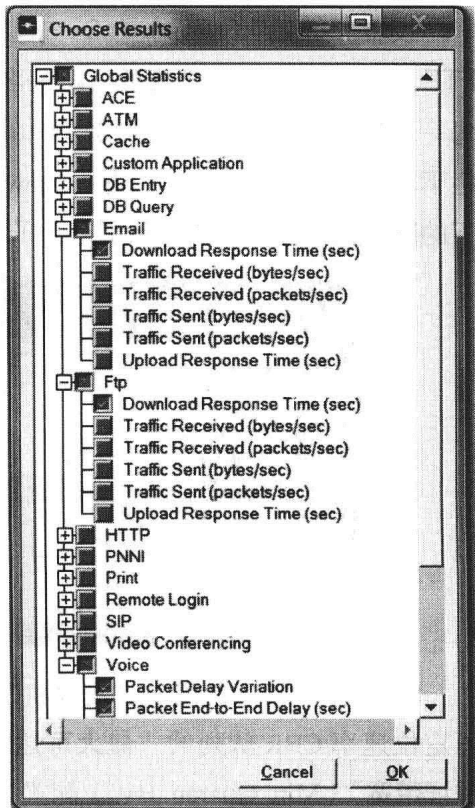 Choose Results
Global Statistics
ACE
ATM
Cache
Custom Application
DB Entry
DB Query
Email
Download Response Time (sec)
Traffic Received (bytes/sec)
Traffic Received (packets/sec)
Traffic Sent (bytes/sec)
Traffic Sent (packets/sec)
Upload Response Time (sec)
Ftp
Download Response Time (sec)
Traffic Received (bytes/sec)
Traffic Received (packets/sec)
Traffic Sent (bytes/sec)
Traffic Sent (packets/sec)
Upload Response Time (sec)
HTTP
PNNI
Print
Remote Login
SIP
Video Conferencing
Voice
Packet Delay Variation
Packet End-to-End Delay (sec)
Cancel OK